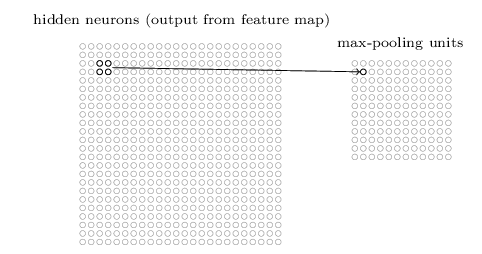 hidden neurons (output from feature map)
max-pooling units